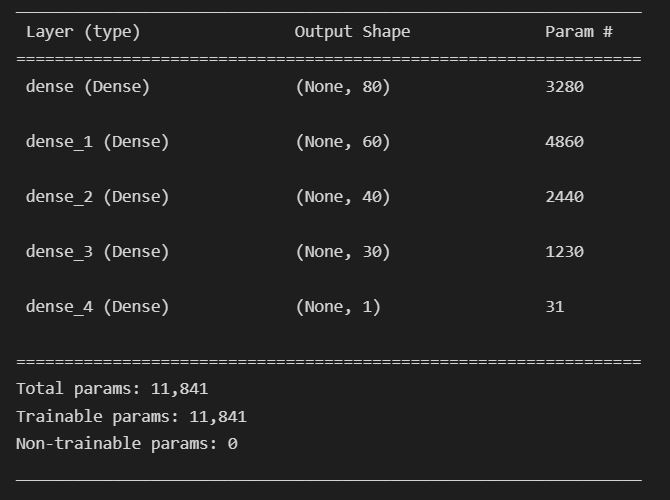 Layer (type) Output Shape Param #
=================================================================
dense (Dense) (None, 80) 3280
dense_1 (Dense) (None, 60) 4860
dense_2 (Dense) (None, 40) 2440
dense_3 (Dense) (None, 30) 1230
dense_4 (Dense) (None, 1) 31
=================================================================
Total params: 11,841
Trainable params: 11,841
Non-trainable params: 0